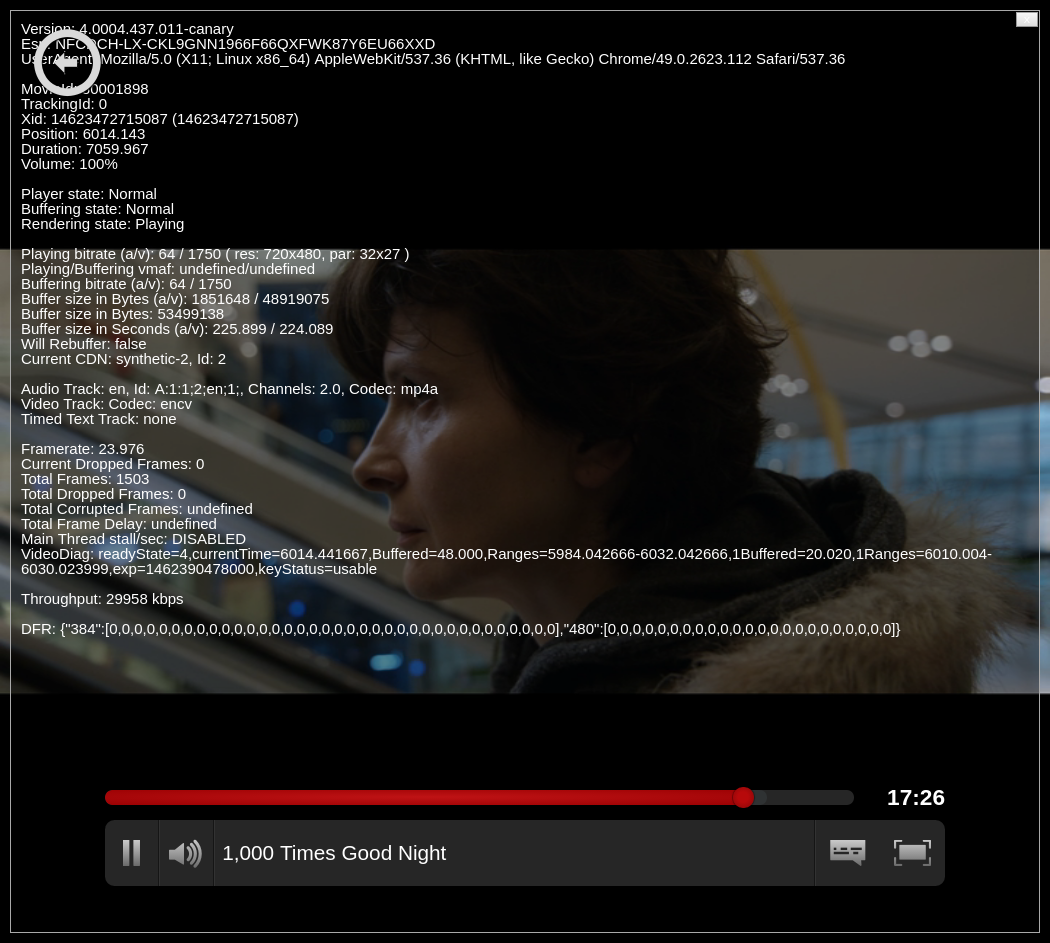 Version: 4.0004.437.011-canary
Esn: NFCDCH-LX-CKL9GNN1966F66QXFWK87Y6EU66XXD
UserAgent: Mozilla/5.0 (X11; Linux x86_64) AppleWebKit/537.36 (KHTML, like Gecko) Chrome/49.0.2623.112 Safari/537.36
MovieId: 80001898
TrackingId: 0
Xid: 14623472715087 (14623472715087)
Position: 6014.143
Duration: 7059.967
Volume: 100%
Player state: Normal
Buffering state: Normal
Rendering state: Playing
Playing bitrate (a/v): 64 / 1750 ( res: 720x480, par: 32x27 )
Playing/Buffering vmaf: undefined/undefined
Buffering bitrate (a/v): 64 / 1750
Buffer size in Bytes (a/v): 1851648 / 48919075
Buffer size in Bytes: 53499138
Buffer size in Seconds (a/v): 225.899 / 224.089
Will Rebuffer: false
Current CDN: synthetic-2, Id: 2
Audio Track: en, Id: A:1:1;2;en;1;, Channels: 2.0, Codec: mp4a
Video Track: Codec: encv
Timed Text Track: none
Framerate: 23.976
Current Dropped Frames: 0
Total Frames: 1503
Total Dropped Frames: 0
Total Corrupted Frames: undefined
Total Frame Delay: undefined
Main Thread stall/sec: DISABLED
VideoDiag: readyState=4,currentTime=6014.441667,Buffered=48.000,Ranges=5984.042666-6032.042666,1Buffered=20.020,1Ranges=6010.004-
6030.023999,exp=1462390478000,keyStatus=usable
Throughput: 29958 kbps
DFR: {"384":[0,0,0,0,0,0,0,0,0,0,0,0,0,0,0,0,0,0,0,0,0,0,0,0,0,0,0,0,0,0,0,0,0,0,0,0],"480":[0,0,0,0,0,0,0,0,0,0,0,0,0,0,0,0,0,0,0,0,0,0,0]}
17:26
1,000 Times Good Night